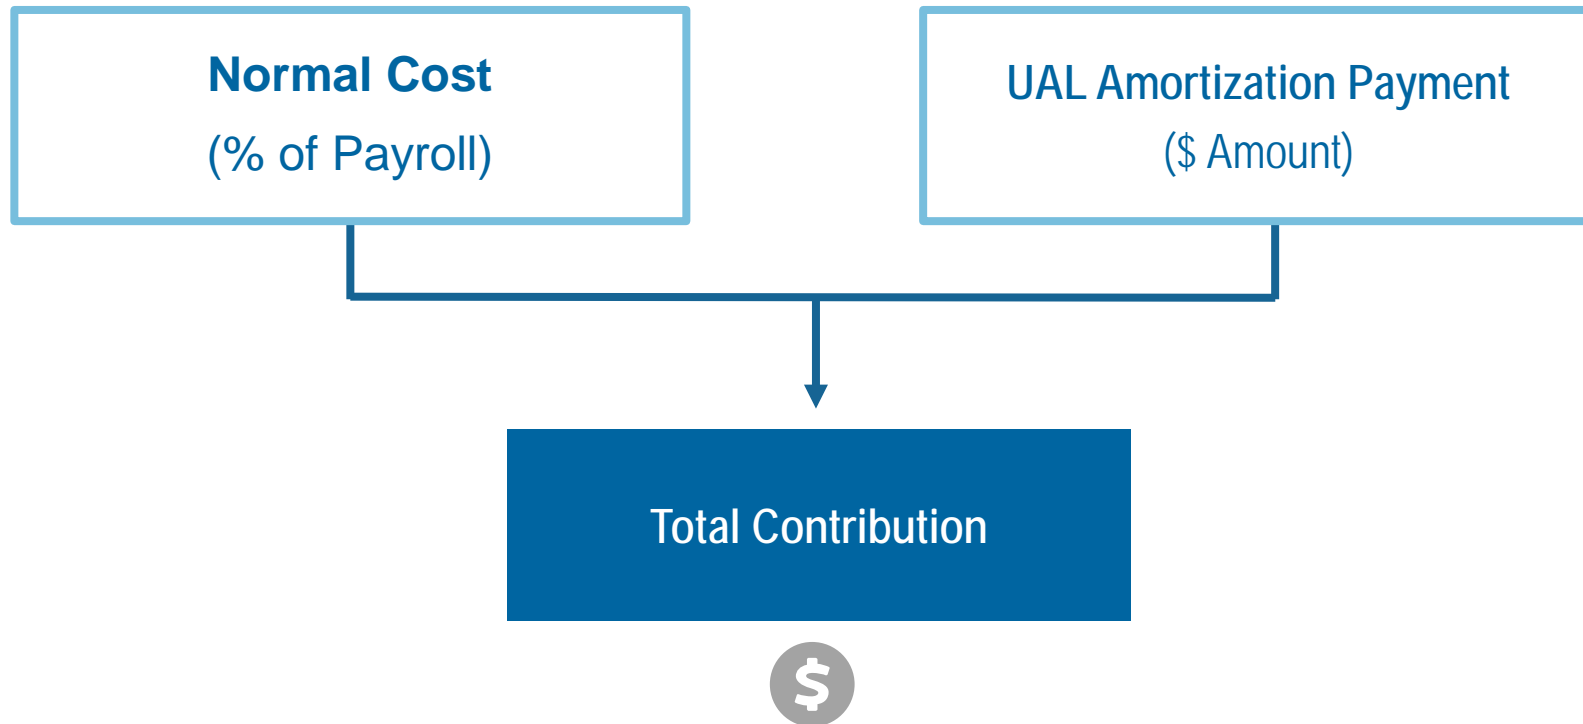 Normal Cost
(% of Payroll)
UAL Amortization Payment
($ Amount)
Total Contribution
$